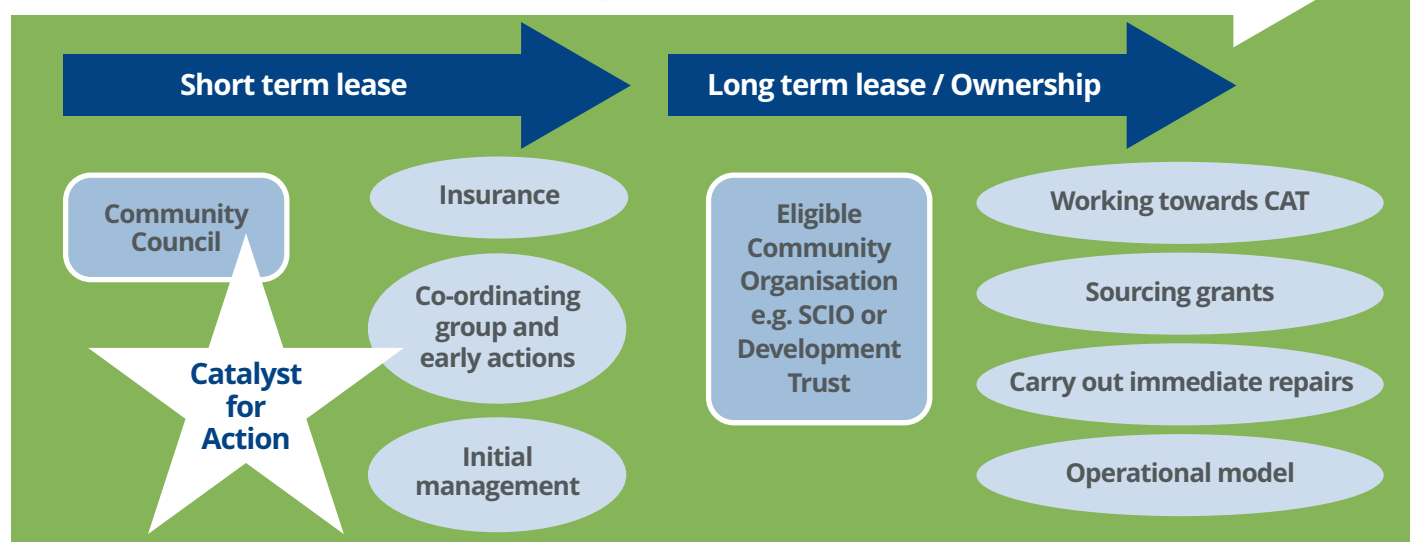 Short term lease
Long term lease / Ownership
Community
Council
Catalyst
for
Action
Insurance
Co-ordinating
group and
early actions
Initial
management
Eligible
Community
Organisation
e.g. SCIO or
Development
Trust
Working towards CAT
Sourcing grants
Carry out immediate repairs
Operational model